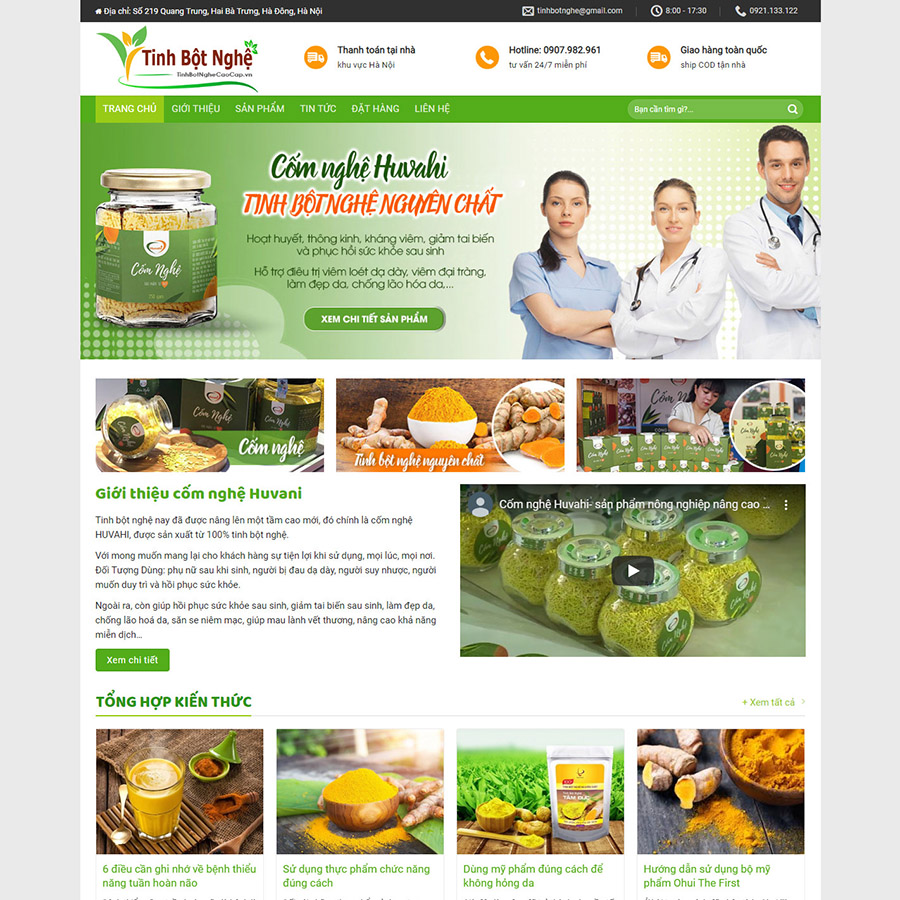 Địa chỉ: Số 219 Quang Trung, Hai Bà Trưng, Hà Đông, Hà Nội
tinhbotnghe@gmail.com
8:00 - 17:30
0921.133.122
Tinh Bột Nghệ
TinhBotNgheCaoCap.vn
Thanh toán tại nhà
khu vực Hà Nội
Hotline: 0907.982.961
tư vấn 24/7 miễn phí
Giao hàng toàn quốc
ship COD tận nhà
TRANG CHỦ GIỚI THIỆU SẢN PHẨM TIN TỨC ĐẶT HÀNG LIÊN HỆ
Bạn cần tìm gì?...
Cốm nghệ Huvahi
TINH BỘT NGHỆ NGUYÊN CHẤT
Hoạt huyết, thông kinh, kháng viêm, giảm tai biến
và phục hồi sức khỏe sau sinh
Hỗ trợ điều trị viêm loét dạ dày, viêm đại tràng,
làm đẹp da, chống lão hóa da,...
XEM CHI TIẾT SẢN PHẨM
Cốm Nghệ
Cốm Nghệ
Cốm nghệ
Tinh bột nghệ nguyên chất
Giới thiệu cốm nghệ Huvani
Tinh bột nghệ nay đã được nâng lên một tầm cao mới, đó chính là cốm nghệ
HUVAHI, được sản xuất từ 100% tinh bột nghệ.
Với mong muốn mang lại cho khách hàng sự tiện lợi khi sử dụng, mọi lúc, mọi nơi.
Đối Tượng Dùng: phụ nữ sau khi sinh, người bị đau dạ dày, người suy nhược, người
muốn duy trì và hồi phục sức khỏe.
Ngoài ra, còn giúp hồi phục sức khỏe sau sinh, giảm tai biến sau sinh, làm đẹp da,
chống lão hoá da, săn se niêm mạc, giúp mau lành vết thương, nâng cao khả năng
miễn dịch…
Xem chi tiết
Cốm nghệ Huvahi- sản phẩm nông nghiệp nâng cao ...
TỔNG HỢP KIẾN THỨC
+ Xem tất cả
TÂM ĐỨC
6 điều cần ghi nhớ về bệnh thiểu
năng tuần hoàn não
Sử dụng thực phẩm chức năng
đúng cách
Dùng mỹ phẩm đúng cách để
không hỏng da
Hướng dẫn sử dụng bộ mỹ
phẩm Ohui The First